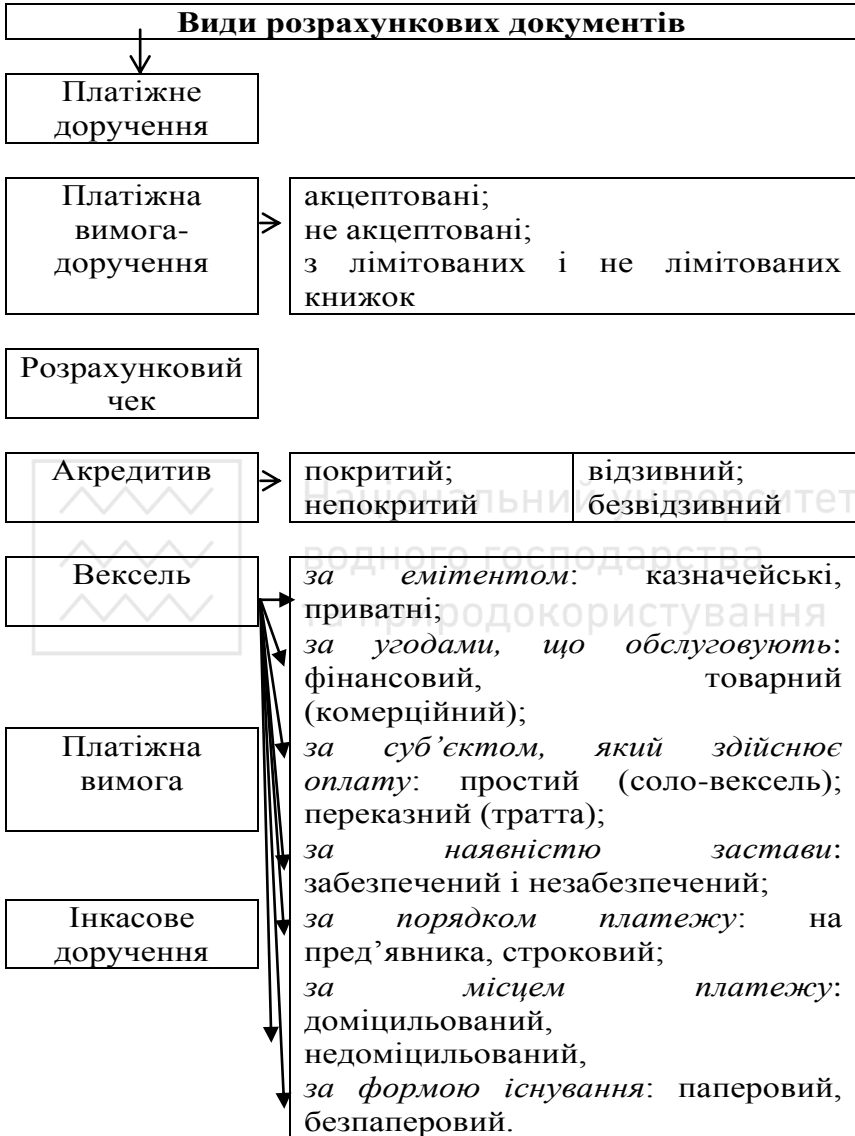 Види розрахункових документів
Платіжне
доручення
Платіжна
вимога-
доручення
акцептовані;
не акцептовані;
з лімітованих і не лімітованих
книжок
Розрахунковий
чек
Акредитив
покритий;
непокритий
відзивний;
безвідзивний
Національний університет
водного господарства
та природокористування
Вексель
за емітентом: казначейські,
приватні;
за угодами, що обслуговують:
фінансовий, товарний
(комерційний);
за суб’єктом, який здійснює
оплату: простий (соло-вексель);
переказний (тратта);
за наявністю застави:
забезпечений і незабезпечений;
за порядком платежу: на
пред’явника, строковий;
за місцем платежу:
доміцильований,
недоміцильований,
за формою існування: паперовий,
безпаперовий.
Платіжна
вимога
Інкасове
доручення